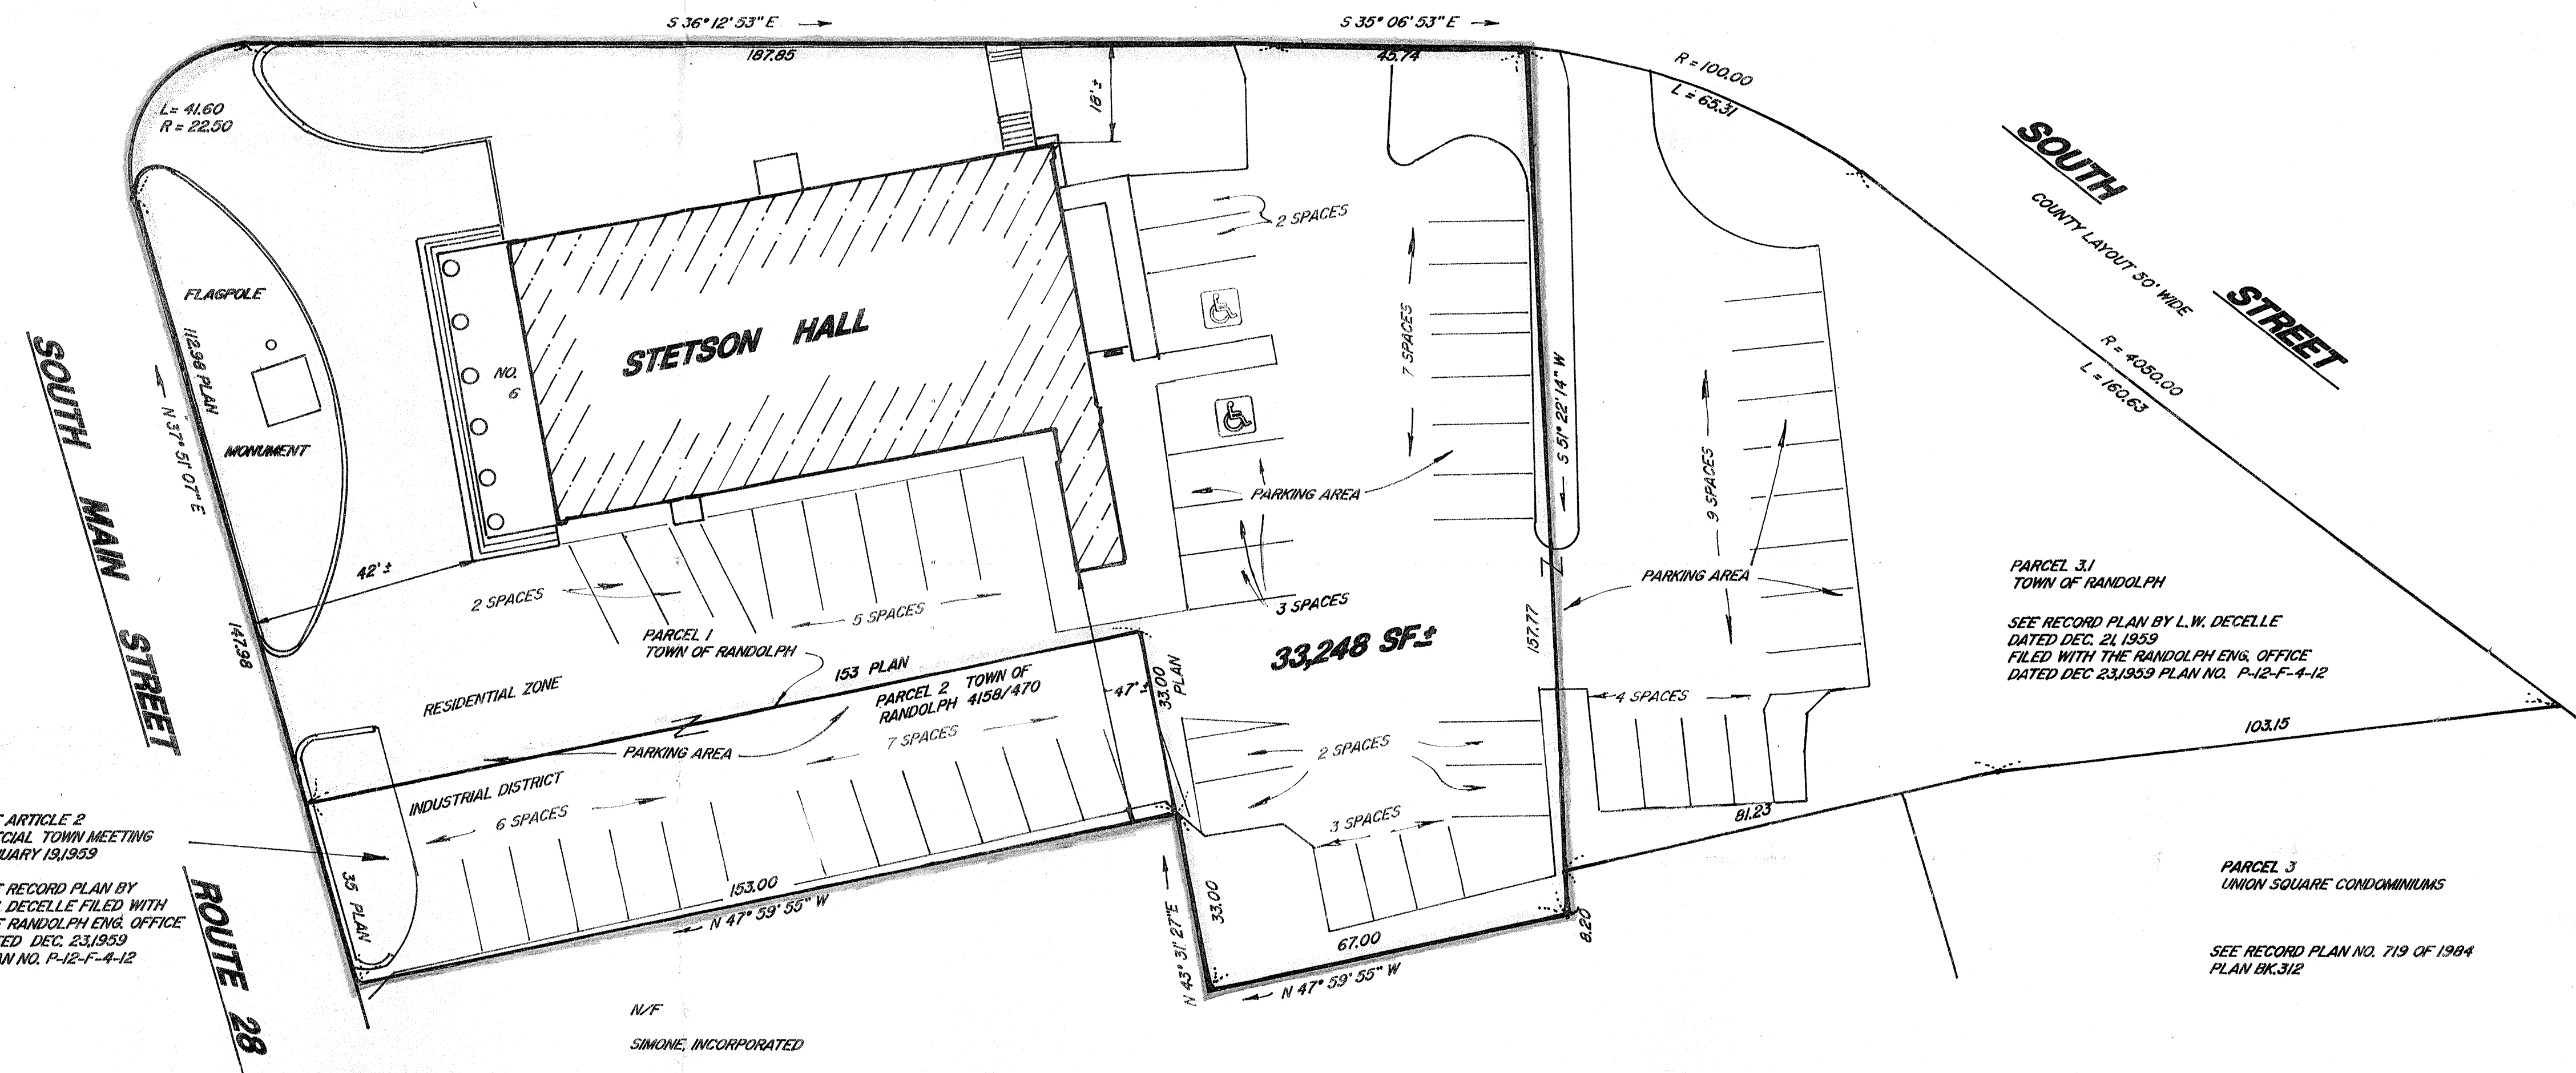 S 36° 12' 53" E
187.85
S 35° 06' 53" E
45.74
R = 100.00
L = 65.31
L= 41.60
R = 22.50
18' ±
SOUTH
STREET
COUNTY LAYOUT 50' WIDE
R = 4050.00
L = 160.63
FLAGPOLE
112.98 PLAN
N 37° 51' 07" E
MONUMENT
SOUTH MAIN STREET
147.98
42' ±
NO.
6
STETSON HALL
2 SPACES
7 SPACES
PARKING AREA
3 SPACES
S 51° 22' 14" W
157.77
9 SPACES
PARKING AREA
4 SPACES
2 SPACES
5 SPACES
PARCEL 1
TOWN OF RANDOLPH
153 PLAN
RESIDENTIAL ZONE
PARCEL 2 TOWN OF
RANDOLPH 4158/470
47' ±
33.00
PLAN
33,248 SF±
PARKING AREA
7 SPACES
INDUSTRIAL DISTRICT
6 SPACES
2 SPACES
3 SPACES
PARCEL 3.1
TOWN OF RANDOLPH
SEE RECORD PLAN BY L.W. DECELLE
DATED DEC. 21, 1959
FILED WITH THE RANDOLPH ENG. OFFICE
DATED DEC 23,1959 PLAN NO. P-12-F-4-12
103.15
81.23
ARTICLE 2
TOWN MEETING
19,1959
RECORD PLAN BY
DECELLE FILED WITH
RANDOLPH ENG. OFFICE
DEC. 23,1959
NO. P-12-F-4-12
35 PLAN
153.00
N 47° 59' 55" W
ROUTE 28
N 43° 31' 27" E
33.00
67.00
N 47° 59' 55" W
8.20
PARCEL 3
UNION SQUARE CONDOMINIUMS
SEE RECORD PLAN NO. 719 OF 1984
PLAN BK.312
N/F
SIMONE, INCORPORATED